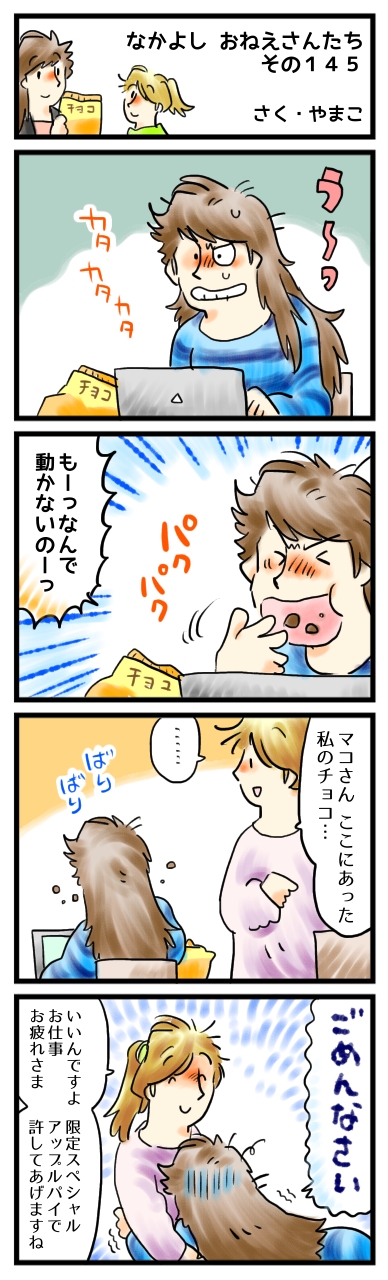 なかよし おねえさんたち
その１４５
さく・やまこ
チョコ
う～っ
カタ
カタカタ
チョコ
もーっなんで
動かないのーっ
パク
パク
チョコ
マコさん ここにあった
私のチョコ…
……
ばり
ばり
ごめんなさい
いいんですよ
お仕事
お疲れさま
限定スペシャル
アップルパイで
許してあげますね